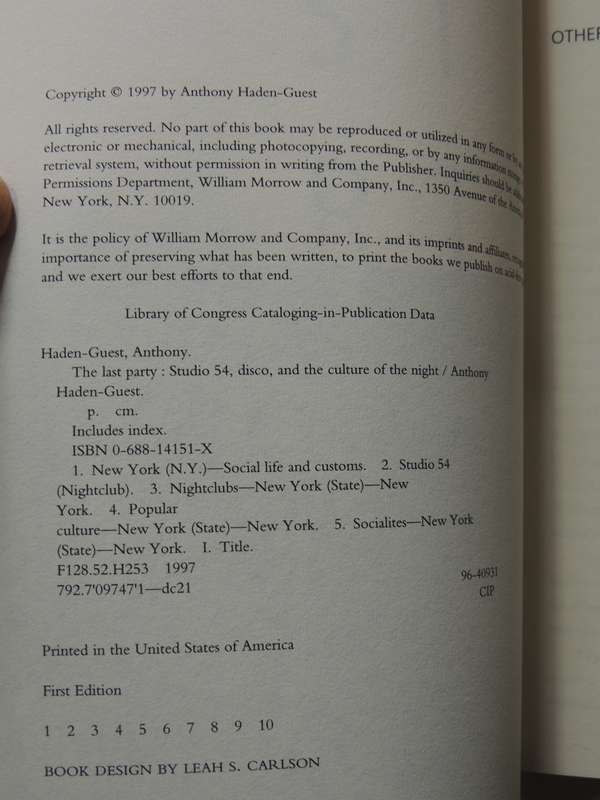 OTHER
Copyright © 1997 by Anthony Haden-Guest
All rights reserved. No part of this book may be reproduced or utilized in any form or by
electronic or mechanical, including photocopying, recording, or by any information
retrieval system, without permission in writing from the Publisher. Inquiries should be
Permissions Department, William Morrow and Company, Inc., 1350 Avenue of the
New York, N.Y. 10019.
It is the policy of William Morrow and Company, Inc., and its imprints and affiliates,
importance of preserving what has been written, to print the books we publish on
and we exert our best efforts to that end.
Library of Congress Cataloging-in-Publication Data
Haden-Guest, Anthony.
The last party : Studio 54, disco, and the culture of the night / Anthony
Haden-Guest.
p. cm.
Includes index.
ISBN 0-688-14151-X
1. New York (N.Y.)—Social life and customs. 2. Studio 54
(Nightclub). 3. Nightclubs—New York (State)—New
York. 4. Popular
culture—New York (State)—New York. 5. Socialites—New York
(State)—New York. I. Title.
F128.52.H253 1997
792.7'09747'1—dc21
96-40931
CIP
Printed in the United States of America
First Edition
1 2 3 4 5 6 7 8 9 10
BOOK DESIGN BY LEAH S. CARLSON